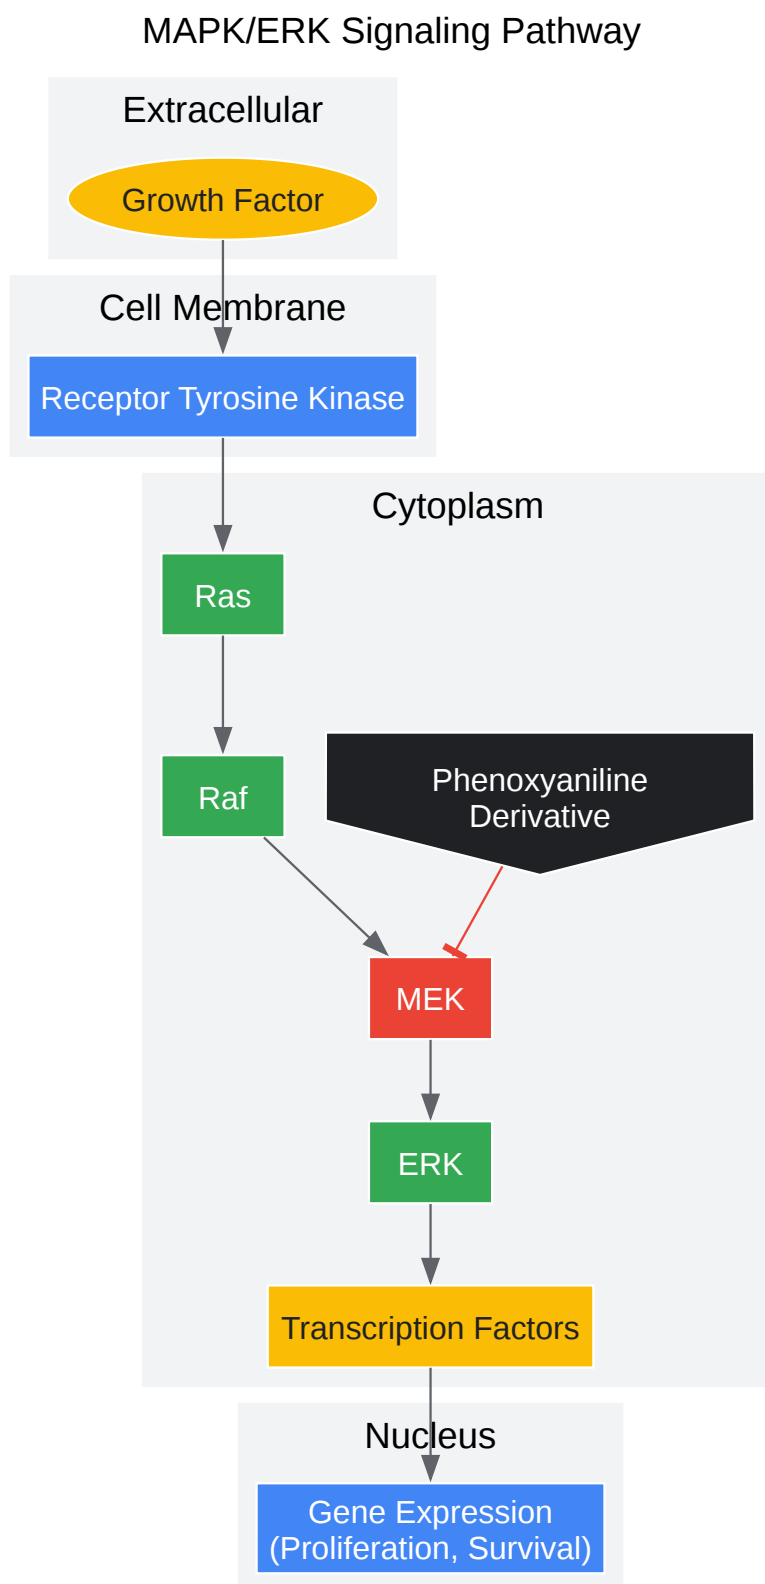 MAPK/ERK Signaling Pathway
Extracellular
Growth Factor
Cell Membrane
Receptor Tyrosine Kinase
Cytoplasm
Ras
Raf
Phenoxyaniline
Derivative
MEK
ERK
Transcription Factors
Nucleus
Gene Expression
(Proliferation, Survival)